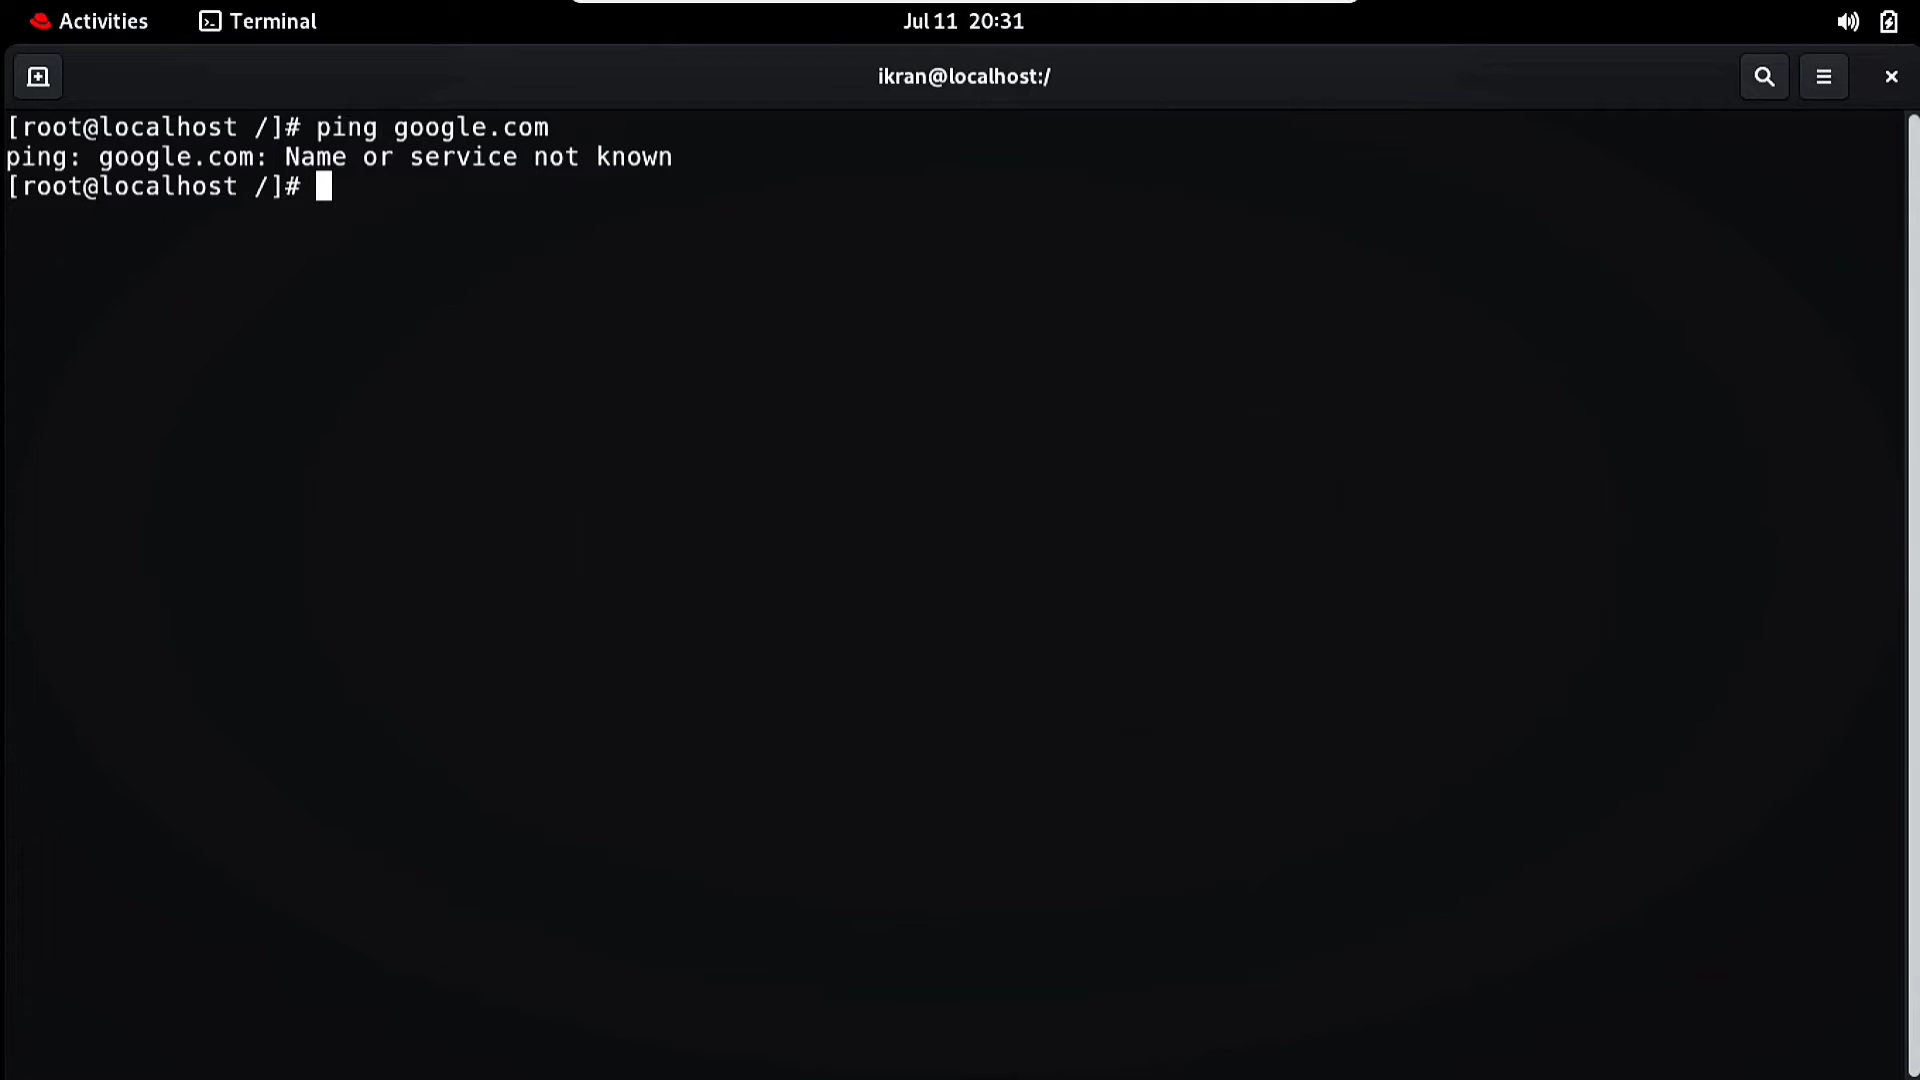 Activities Terminal Jul 11 20:31
ikran@localhost:/
[root@localhost /]# ping google.com
ping: google.com: Name or service not known
[root@localhost /]#